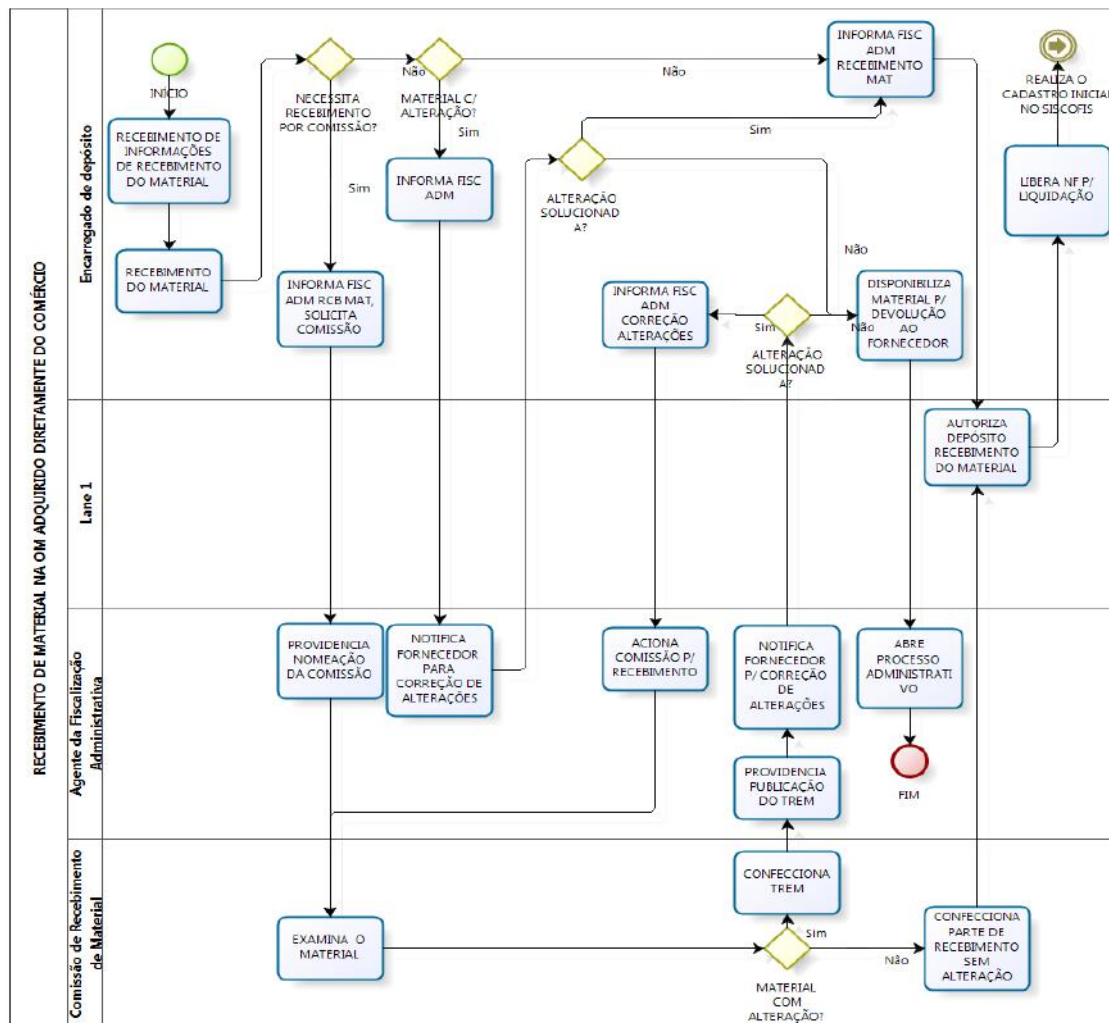 RECEBIMENTO DE MATERIAL NA OM ADQUIRIDO DIRETAMENTE DO COMÉRCIO
Encarregado de depósito
INÍCIO
RECEBIMENTO DE
INFORMAÇÕES
DE RECEBIMENTO
DO MATERIAL
RECEBIMENTO
DO MATERIAL
NECESSITA
RECEBIMENTO
POR COMISSÃO?
Não
Sim
INFORMA FISC
ADM RCB MAT,
SOLICITA
COMISSÃO
MATERIAL C/
ALTERAÇÃO?
Não
Sim
INFORMA FISC
ADM
ALTERAÇÃO
SOLUCIONAD
A?
Sim
Não
INFORMA FISC
ADM
RECEBIMENTO
MAT
INFORMA FISC
ADM
CORREÇÃO
ALTERAÇÕES
Sim
Não
ALTERAÇÃO
SOLUCIONAD
A?
DISPONIBILIZA
MATERIAL P/
DEVOLUÇÃO
AO
FORNECEDOR
REALIZA O
CADASTRO INICIAL
NO SISCOFIS
LIBERA NF P/
LIQUIDAÇÃO
Lane 1
AUTORIZA
DEPÓSITO
RECEBIMENTO
DO MATERIAL
Agente da Fiscalização
Administrativa
PROVIDENCIA
NOMEAÇÃO
DA COMISSÃO
NOTIFICA
FORNECEDOR
PARA
CORREÇÃO DE
ALTERAÇÕES
ACIONA
COMISSÃO P/
RECEBIMENTO
NOTIFICA
FORNECEDOR
P/ CORREÇÃO
DE
ALTERAÇÕES
PROVIDENCIA
PUBLICAÇÃO
DO TREM
ABRE
PROCESSO
ADMINISTRATI
VO
FIM
Comissão de Recebimento
de Material
EXAMINA O
MATERIAL
CONFECCIONA
TREM
Sim
Não
MATERIAL
COM
ALTERAÇÃO?
CONFECCIONA
PARTE DE
RECEBIMENTO
SEM
ALTERAÇÃO